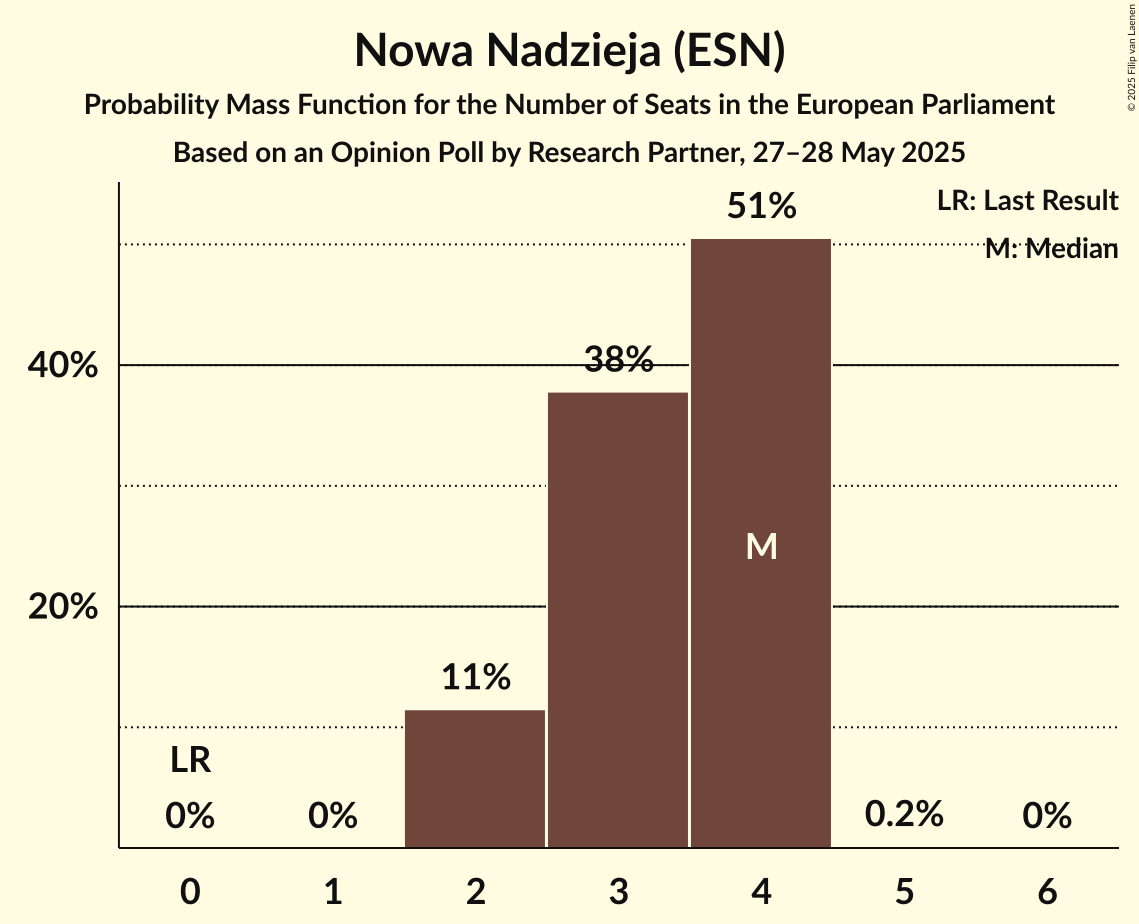 Nowa Nadzieja (ESN)
Probability Mass Function for the Number of Seats in the European Parliament
Based on an Opinion Poll by Research Partner, 27–28 May 2025
© 2025 Filip van Laenen
LR: Last Result
M: Median
51%
40%
38%
M
20%
11%
LR
0%
0%
0.2%
0%
0
1
2
3
4
5
6